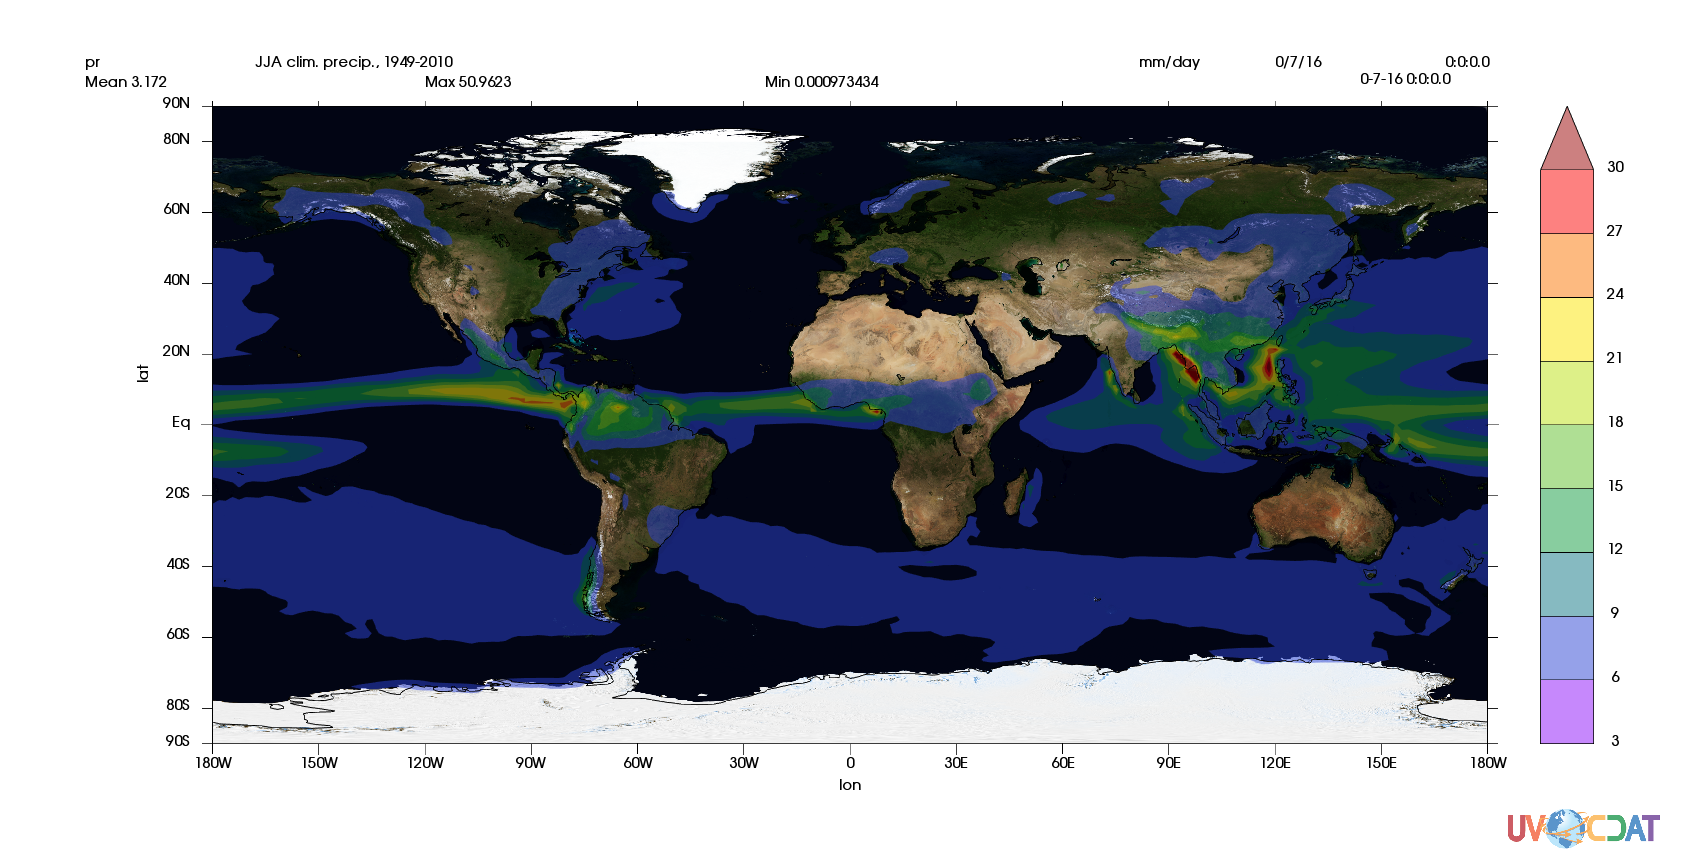 pr JJA clim. precip., 1949-2010 mm/day 0/7/16 0:0:0.0
Mean 3.172 Max 50.9623 Min 0.000973434 0-7-16 0:0:0.0
90N
80N
60N
40N
20N
Eq
20S
40S
60S
80S
90S
lat
180W 150W 120W 90W 60W 30W 0 30E 60E 90E 120E 150E 180W
lon
30
27
24
21
18
15
12
9
6
3
UV CDAT